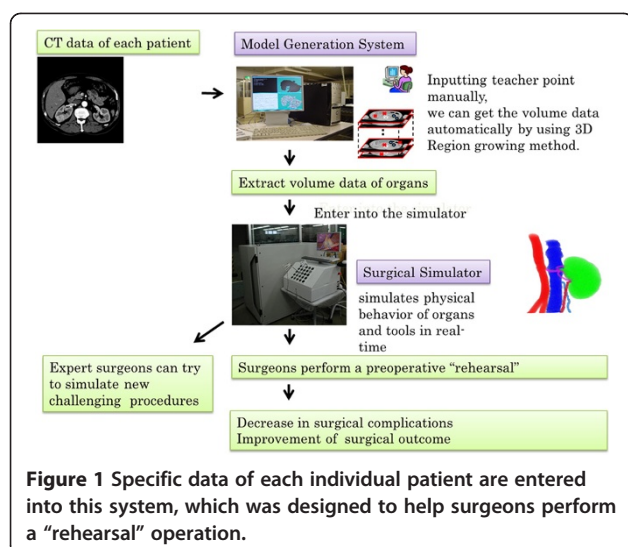 CT data of each patient
Model Generation System
Inputting teacher point
manually,
we can get the volume data
automatically by using 3D
Region growing method.
Extract volume data of organs
Enter into the simulator
Surgical Simulator
simulates physical
behavior of organs
and tools in real-
time
Expert surgeons can try
to simulate new
challenging procedures
Surgeons perform a preoperative “rehearsal”
Decrease in surgical complications
Improvement of surgical outcome
Figure 1 Specific data of each individual patient are entered
into this system, which was designed to help surgeons perform
a “rehearsal” operation.